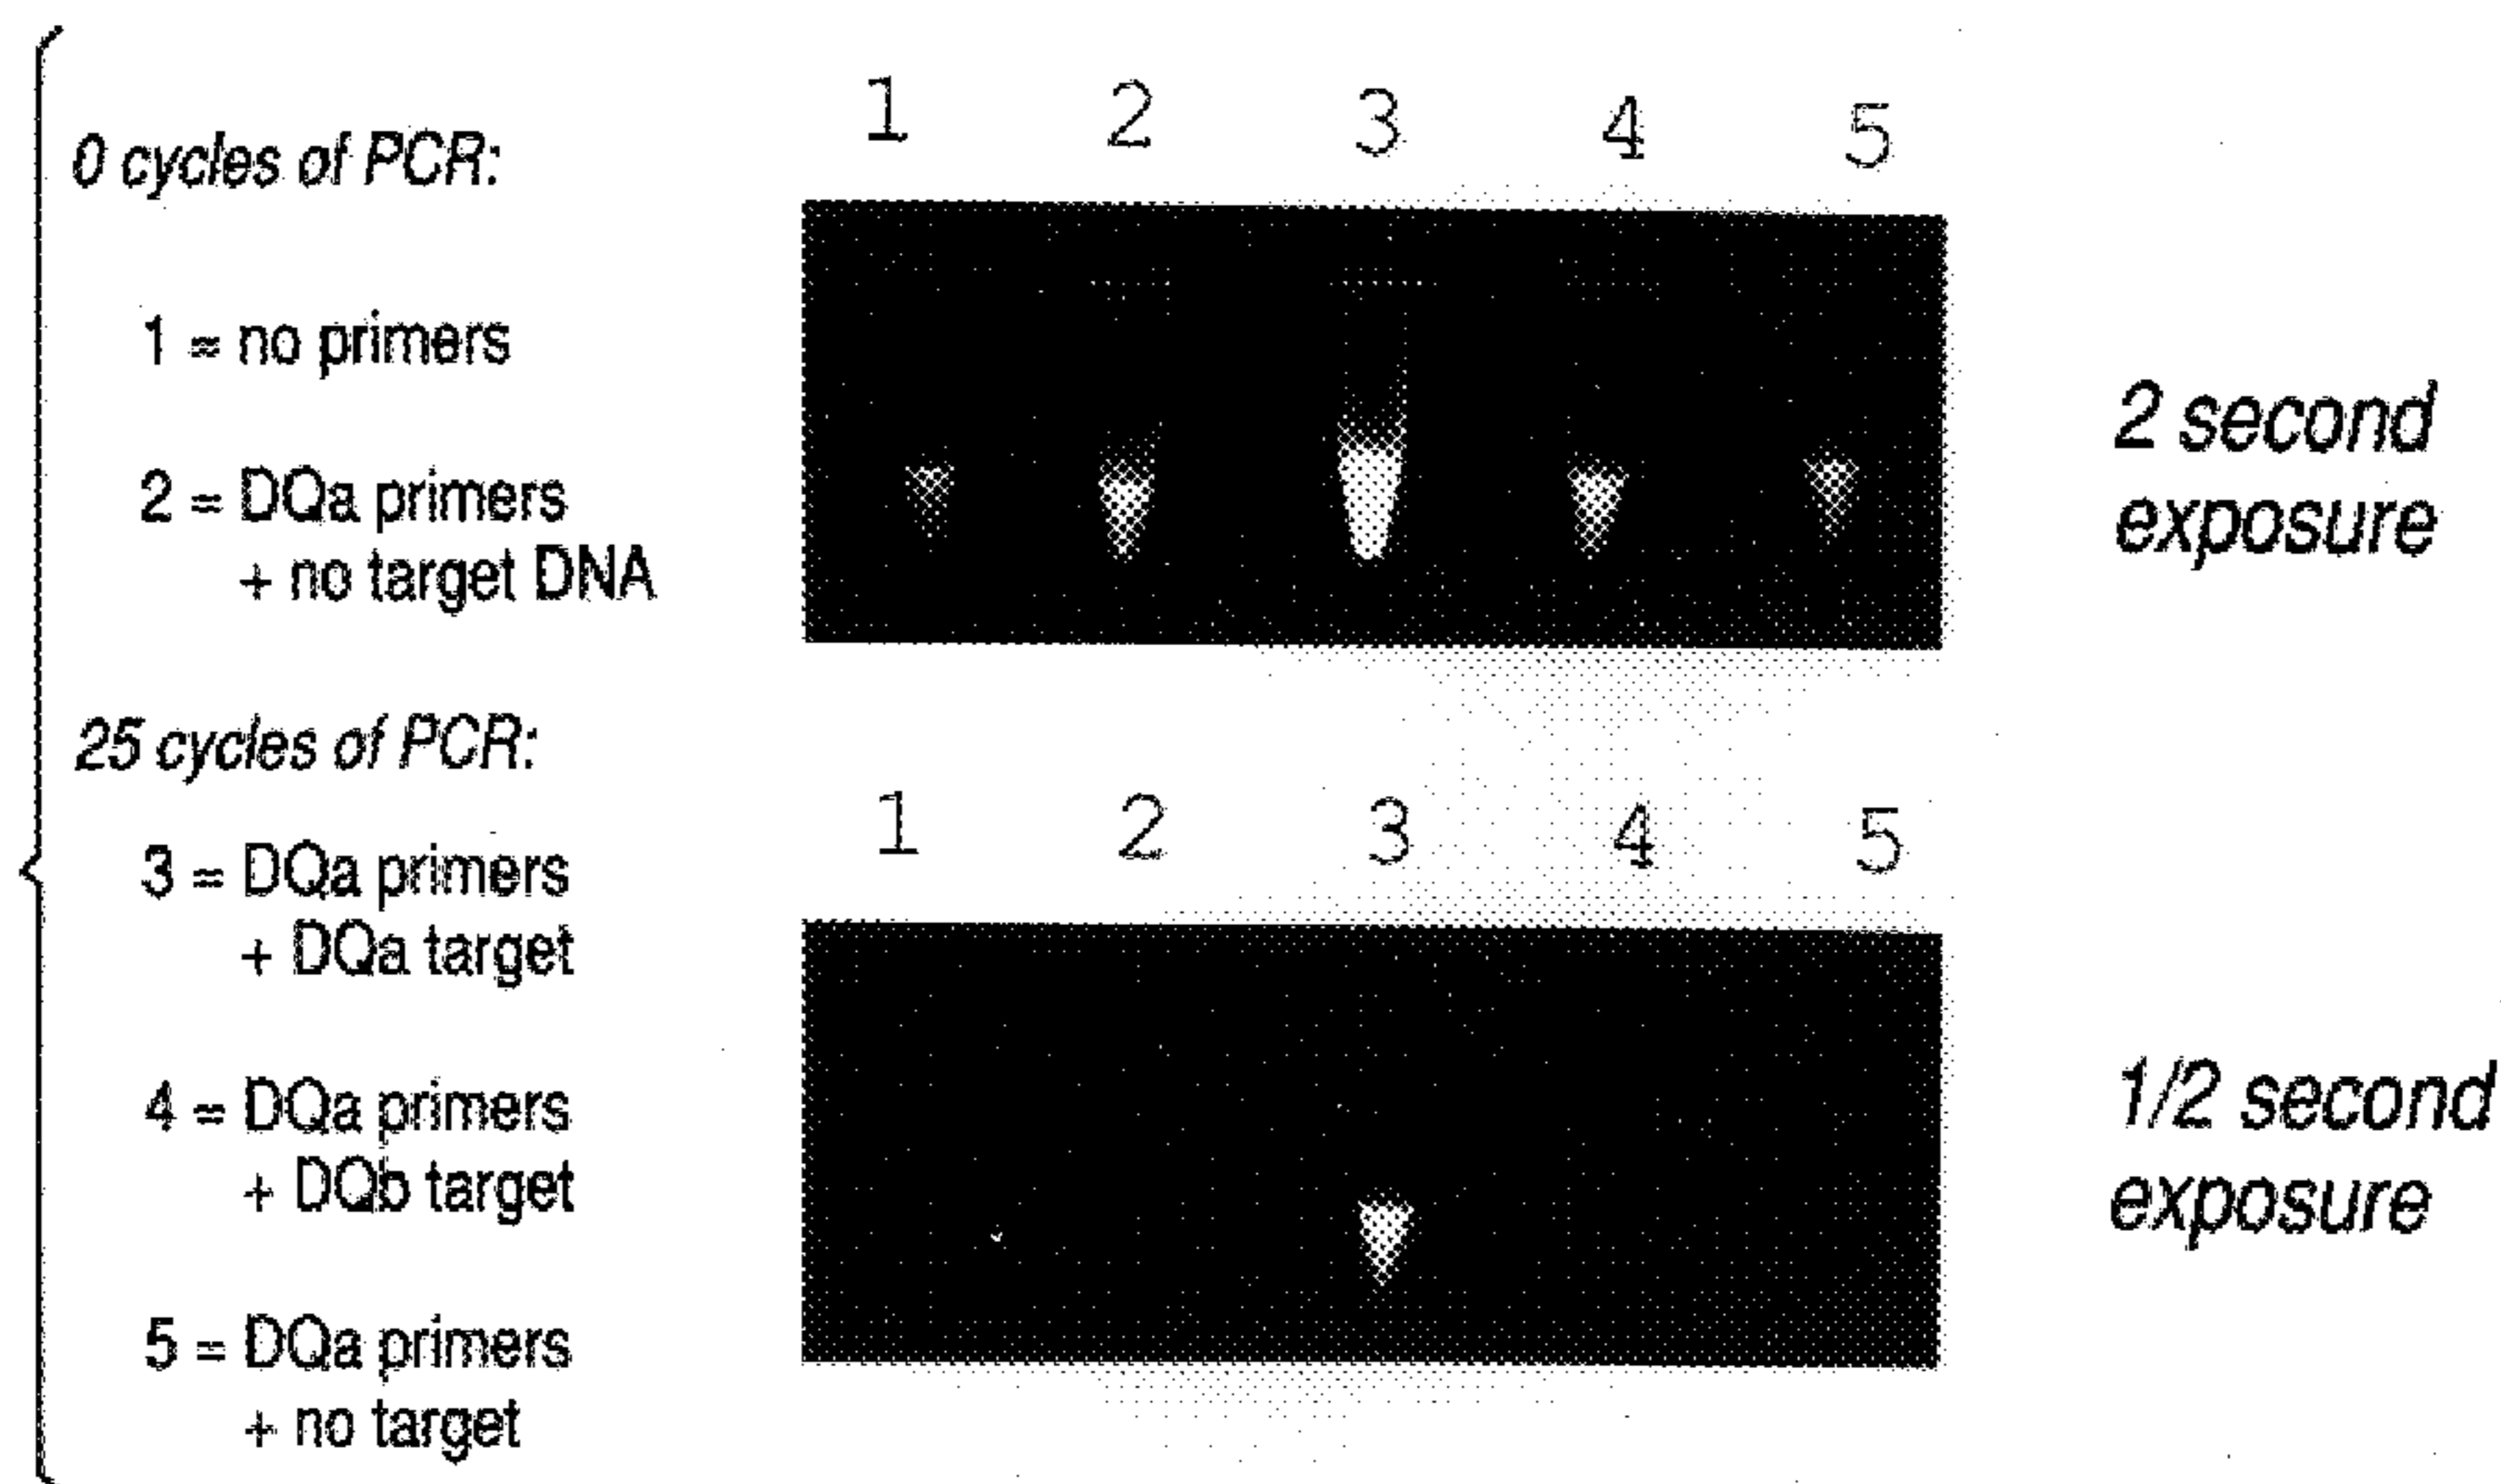 0 cycles of PCR:
1 = no primers
2 = DQa primers
+ no target DNA
25 cycles of PCR:
3 = DQa primers
+ DQa target
4 = DQa primers
+ DQb target
5 = DQa primers
+ no target
1 2 3 4 5
2 second
exposure
1 2 3 4 5
1/2 second
exposure